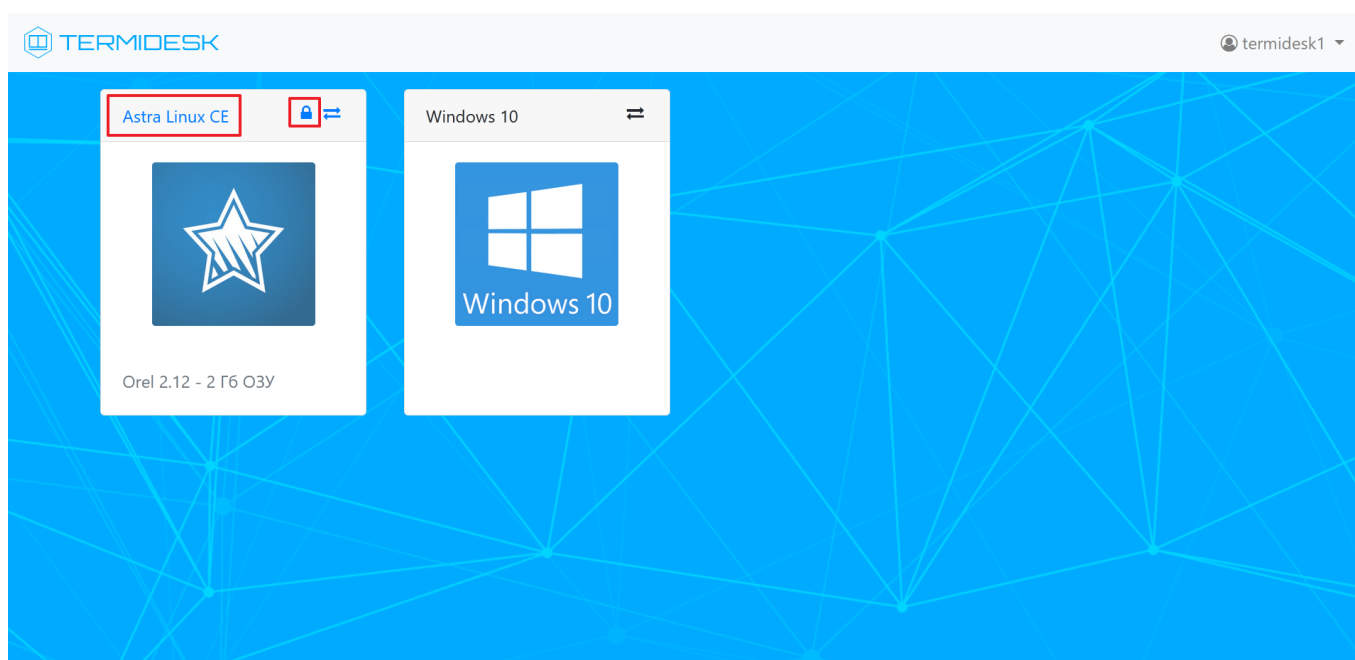 TERMIDESK
termidesk1
Astra Linux CE
Windows 10
Windows 10
Orel 2.12 - 2 Гб ОЗУ